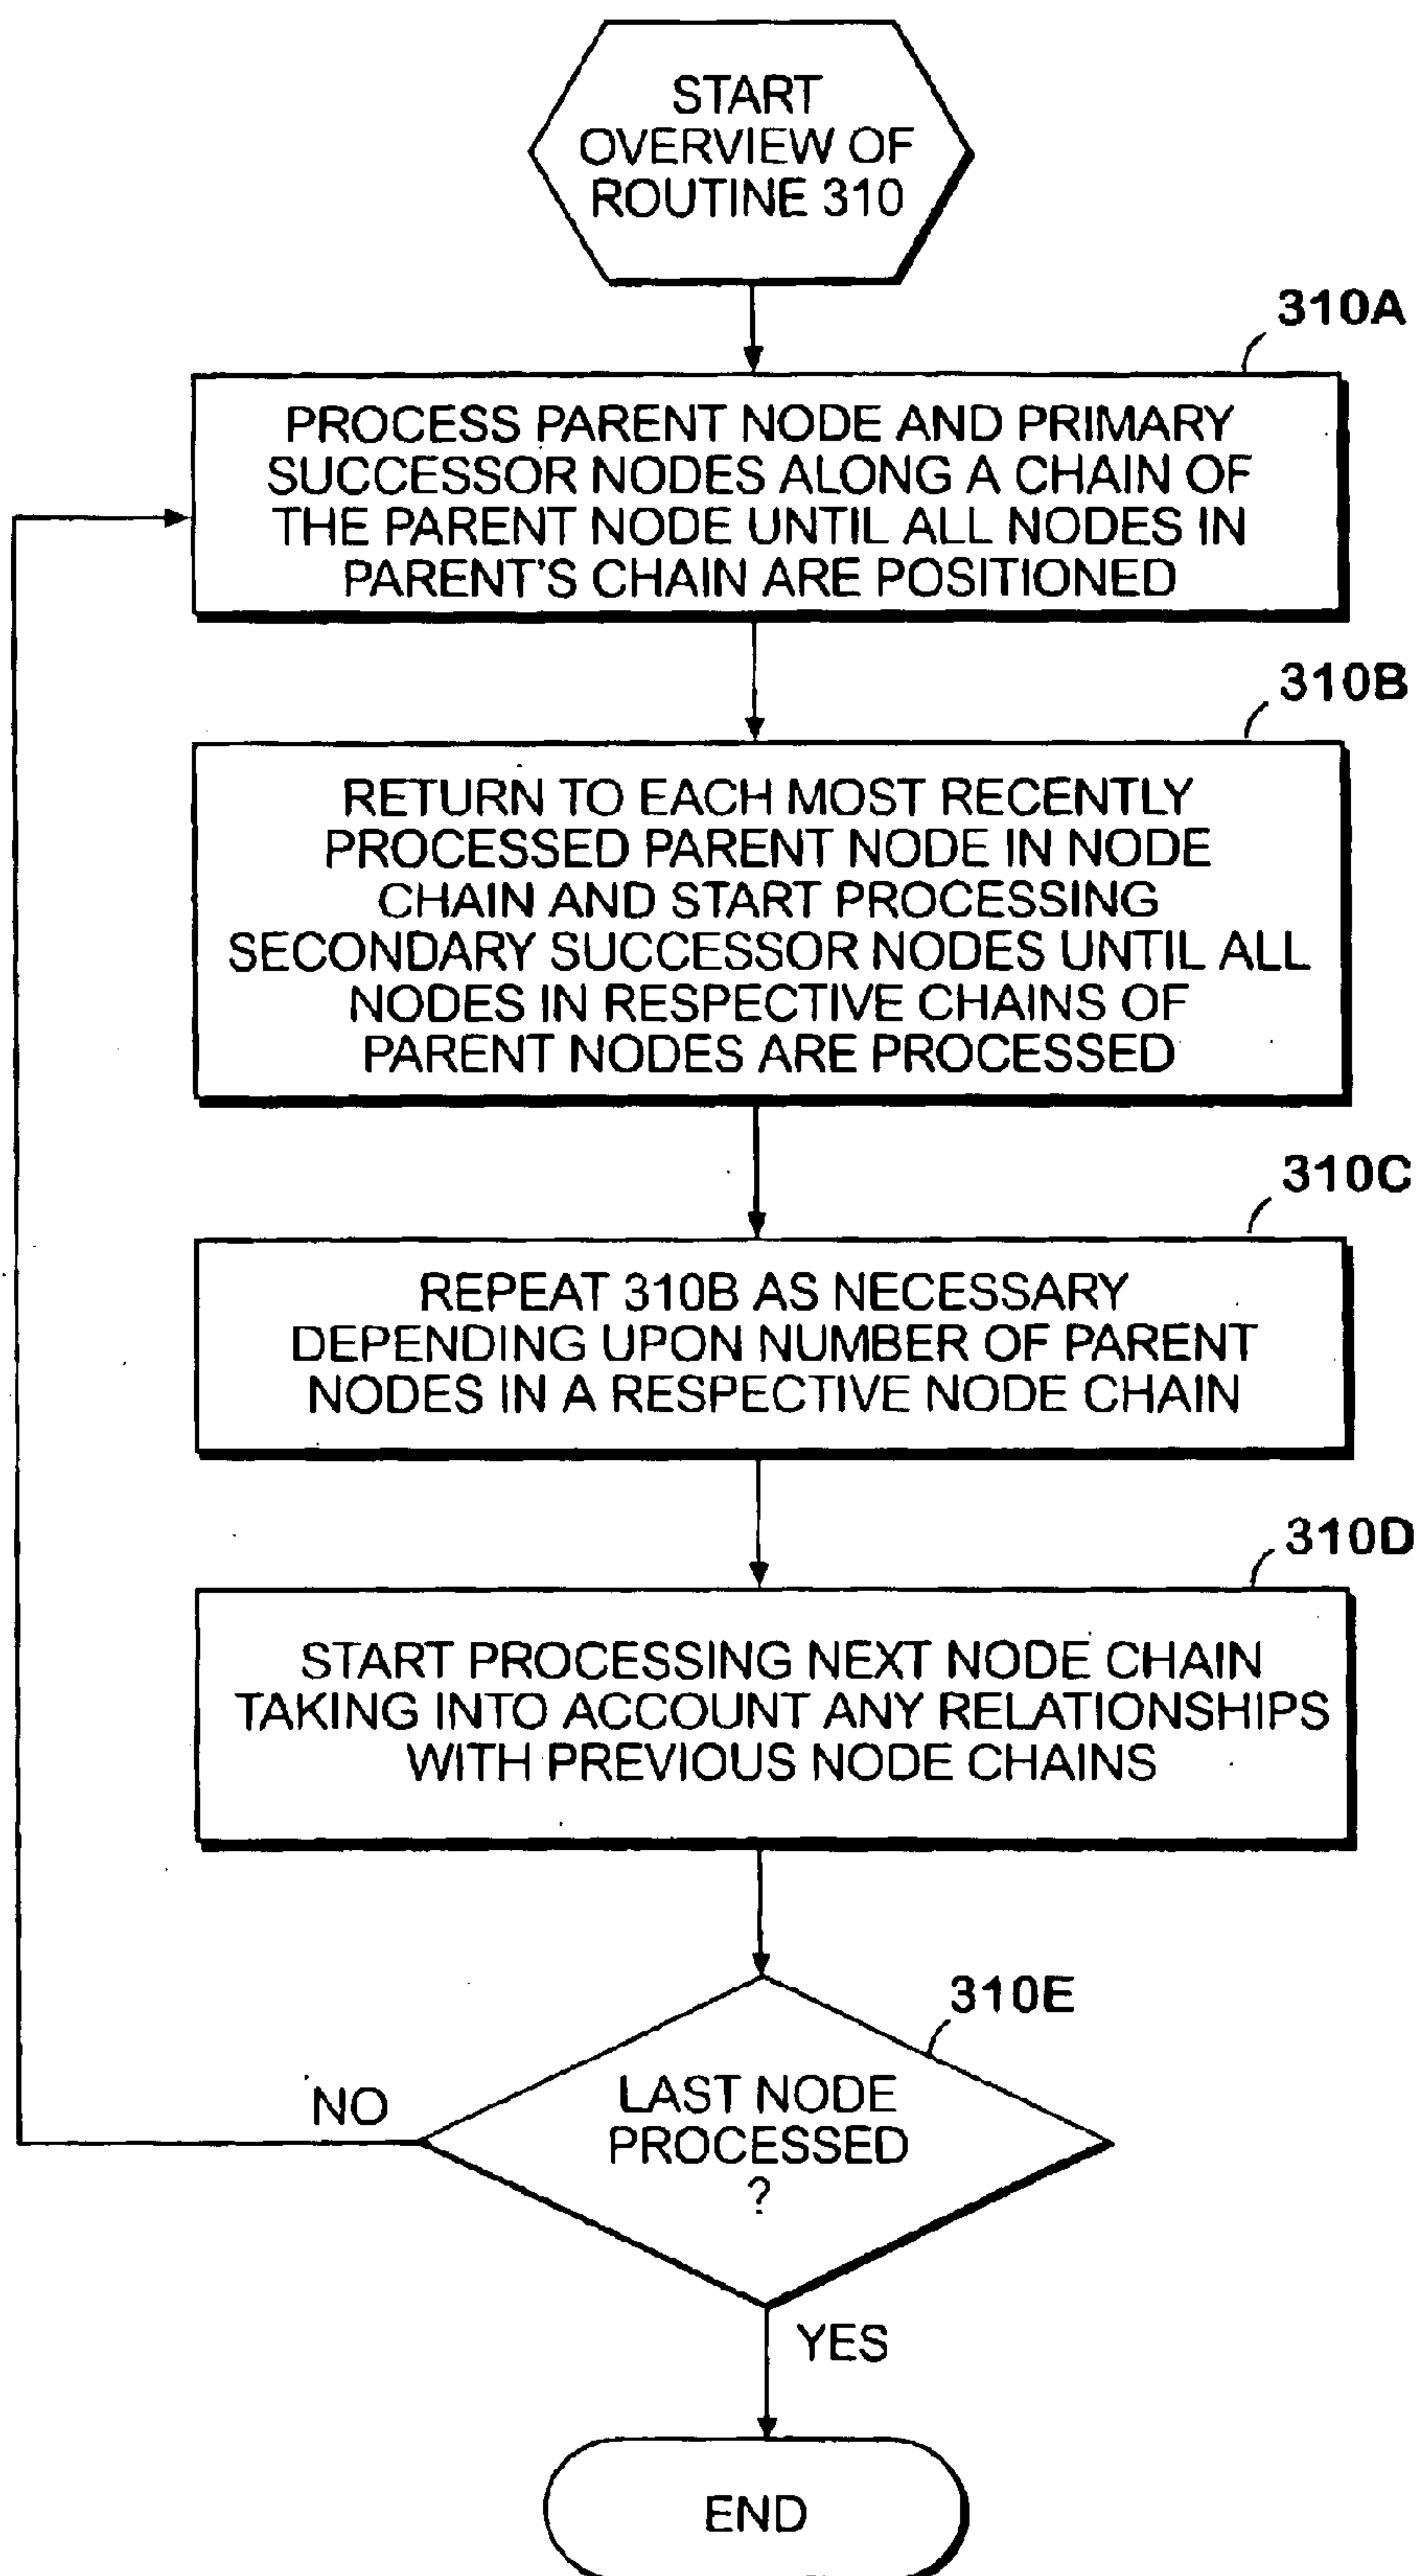 START
OVERVIEW OF
ROUTINE 310
310A
PROCESS PARENT NODE AND PRIMARY
SUCCESSOR NODES ALONG A CHAIN OF
THE PARENT NODE UNTIL ALL NODES IN
PARENT'S CHAIN ARE POSITIONED
310B
RETURN TO EACH MOST RECENTLY
PROCESSED PARENT NODE IN NODE
CHAIN AND START PROCESSING
SECONDARY SUCCESSOR NODES UNTIL ALL
NODES IN RESPECTIVE CHAINS OF
PARENT NODES ARE PROCESSED
310C
REPEAT 310B AS NECESSARY
DEPENDING UPON NUMBER OF PARENT
NODES IN A RESPECTIVE NODE CHAIN
310D
START PROCESSING NEXT NODE CHAIN
TAKING INTO ACCOUNT ANY RELATIONSHIPS
WITH PREVIOUS NODE CHAINS
310E
LAST NODE
PROCESSED
?
NO
YES
END